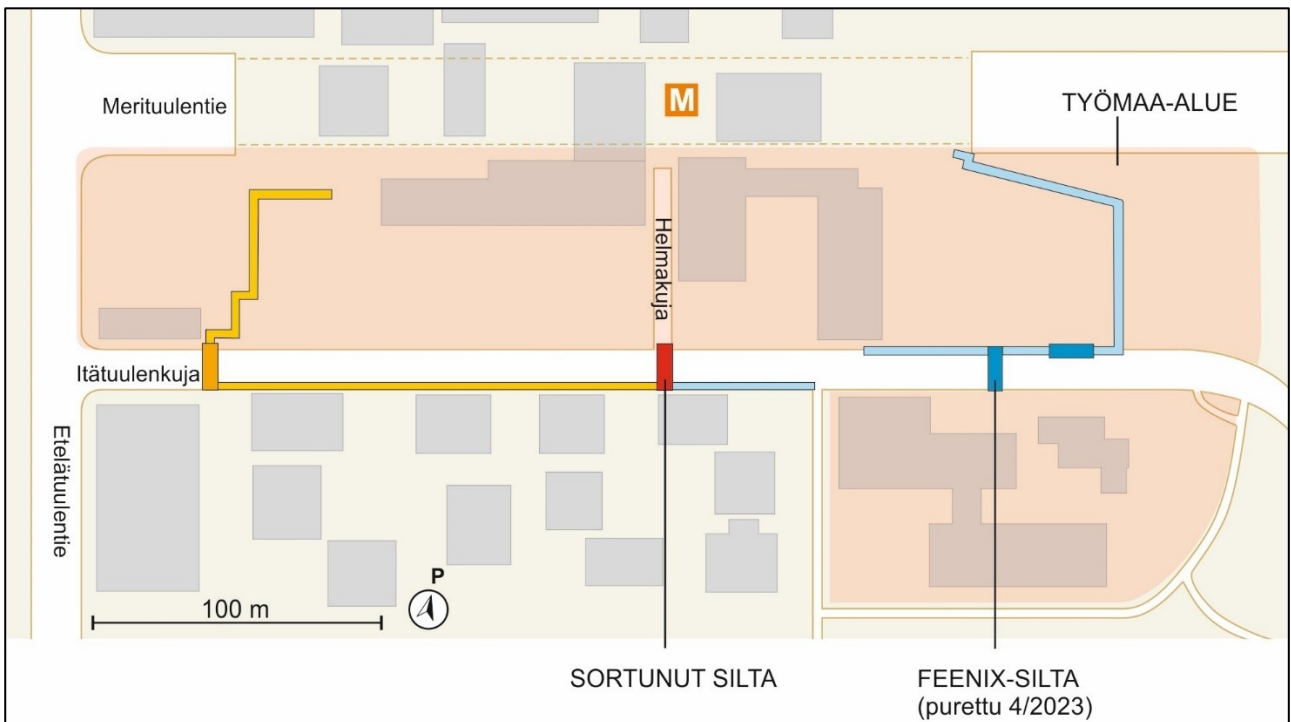 Merituulentie
M
TYÖMAA-ALUE
Helmakuja
Itätuulenkuja
Etelätuulentie
100 m
P
SORTUNUT SILTA
FEENIX-SILTA
(purettu 4/2023)